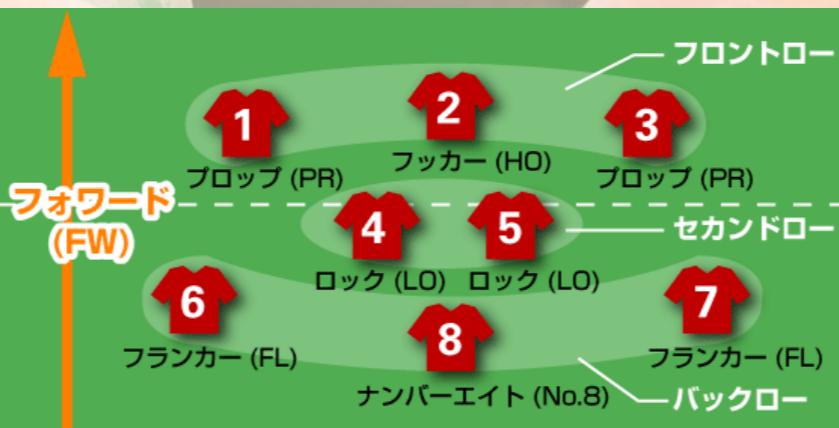 フロントロー
1
2
3
プロップ (PR)
フッカー (HO)
プロップ (PR)
フォワード
(FW)
4
5
セカンドロー
ロック (LO)
ロック (LO)
6
7
8
フランカー (FL)
フランカー (FL)
ナンバーエイト (No.8)
バックロー